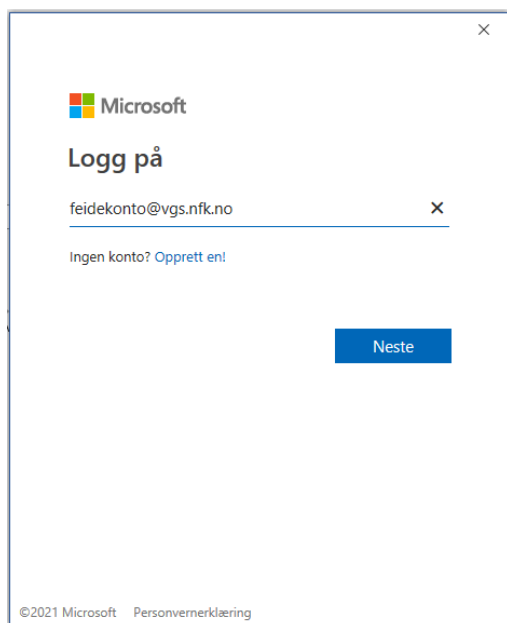 Microsoft
Logg på
feidekonto@vgs.nfk.no
Ingen konto? Opprett en!
Neste
©2021 Microsoft Personvernerklæring